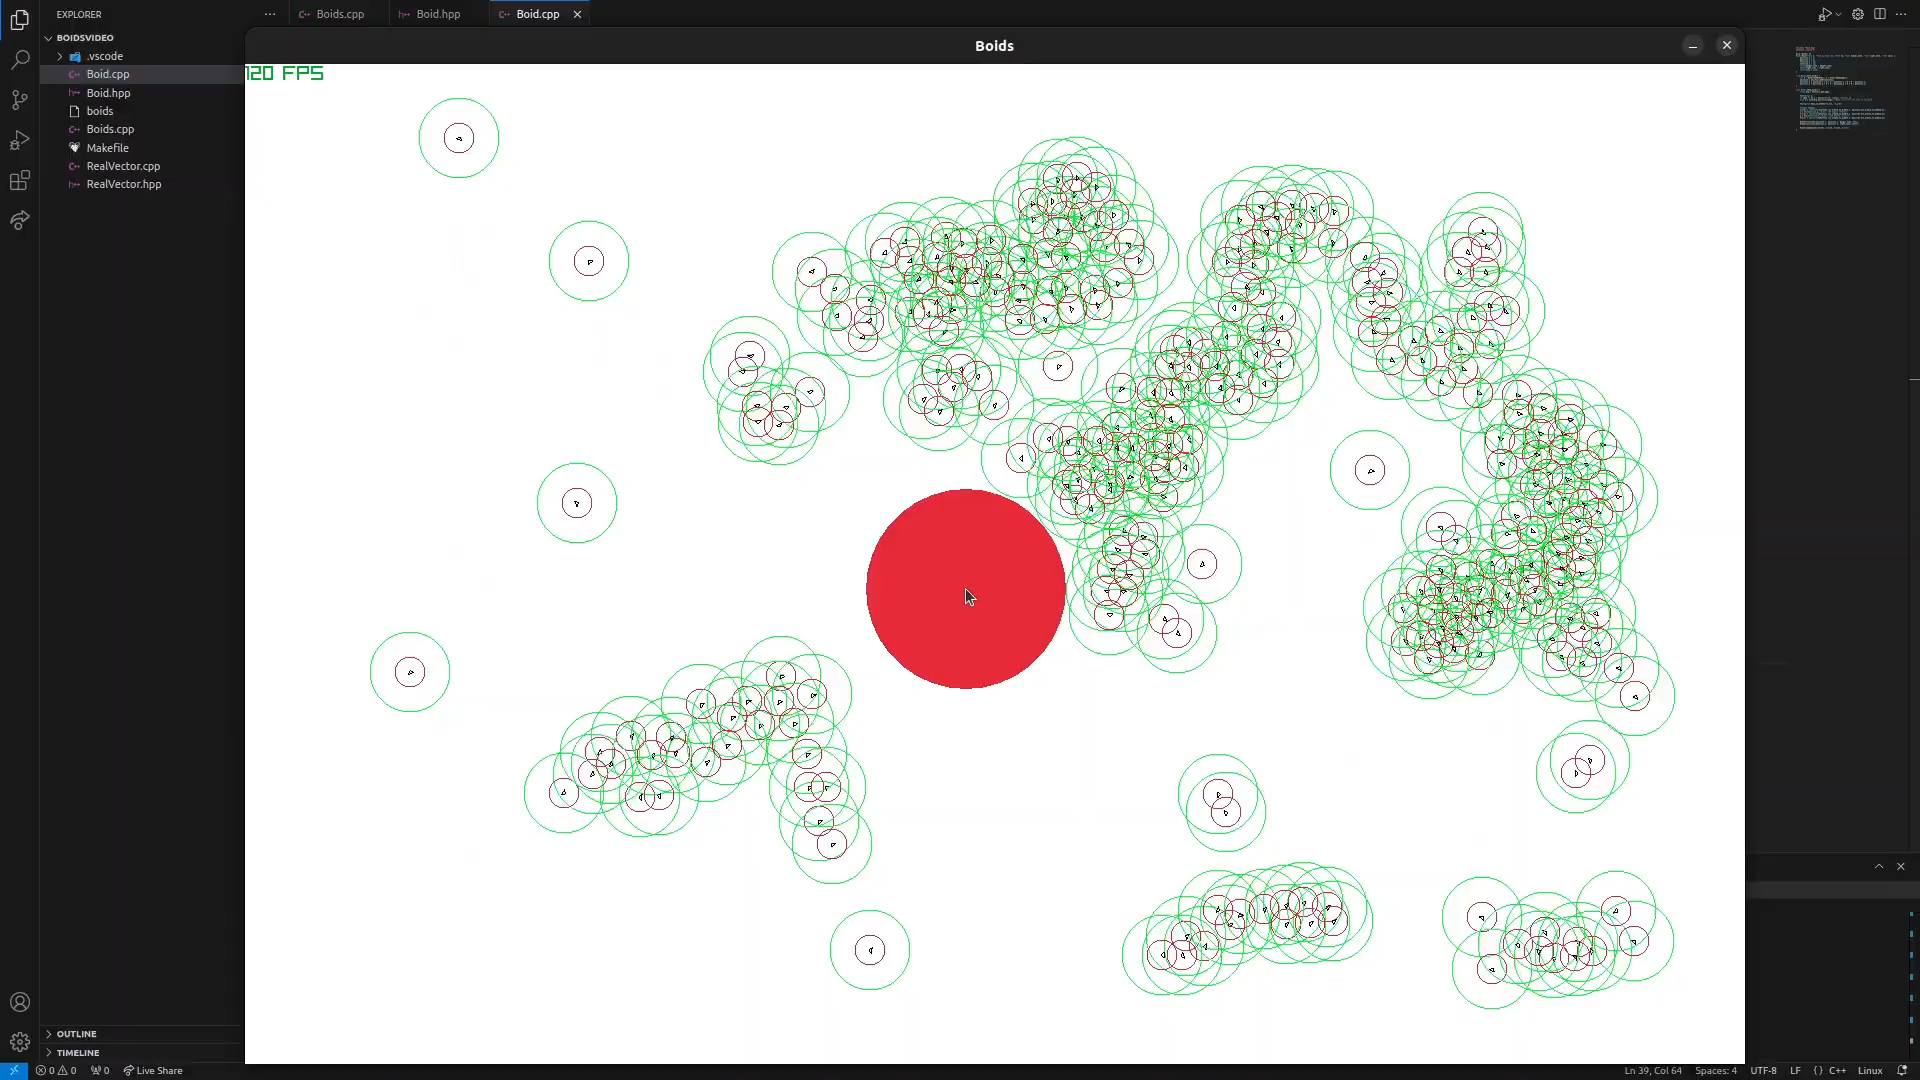 EXPLORER
Boids.cpp
Boid.hpp
Boid.cpp
BOIDSVIDEO
.vscode
Boid.cpp
Boid.hpp
boids
Boids.cpp
Makefile
RealVector.cpp
RealVector.hpp
Boids
120 FPS
OUTLINE
TIMELINE
0 0 0 Live Share
Ln 39, Col 64 Spaces: 4 UTF-8 LF {} C++ Linux